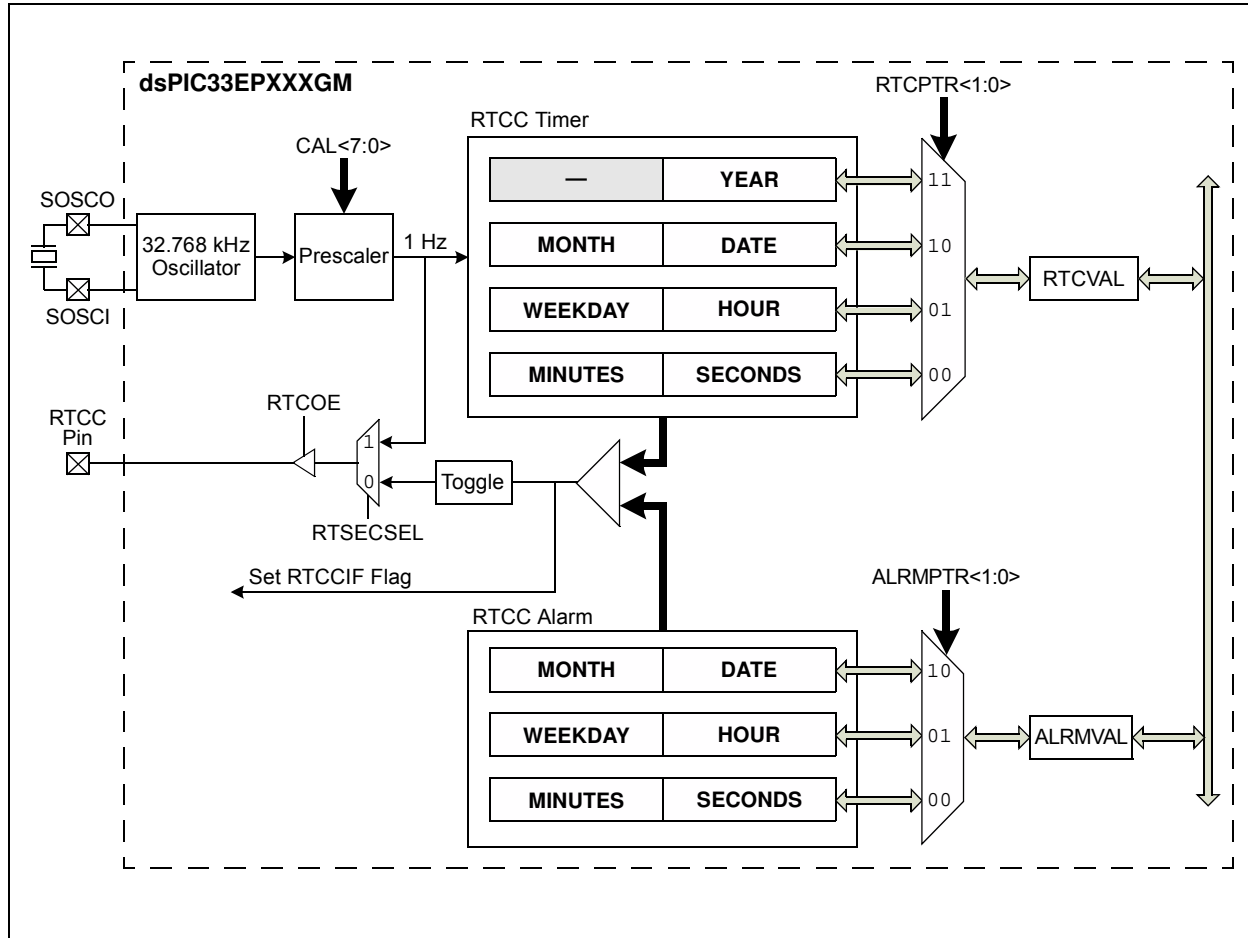 dsPIC33EPXXXGM
RTCPTR<1:0>
RTCC Timer
CAL<7:0>
— YEAR 11
SOSCO
32.768 kHz
Oscillator
Prescaler
1 Hz
MONTH DATE 10
RTCVAL
SOSCI
WEEKDAY HOUR 01
MINUTES SECONDS 00
RTCC
Pin
RTCOE
1
0
Toggle
RTSECSEL
Set RTCCIF Flag
ALRMPTR<1:0>
RTCC Alarm
MONTH DATE 10
WEEKDAY HOUR 01
ALRMVAL
MINUTES SECONDS 00